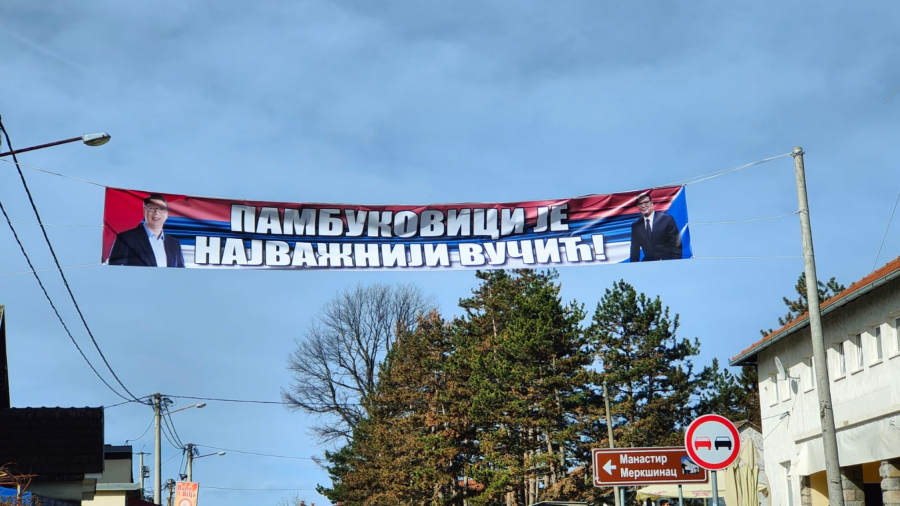 ПАМБУКОВИЦИ ЈЕ
НАЈВАЖНИЈИ ВУЧИЋ!
Манастир
Меркшинац